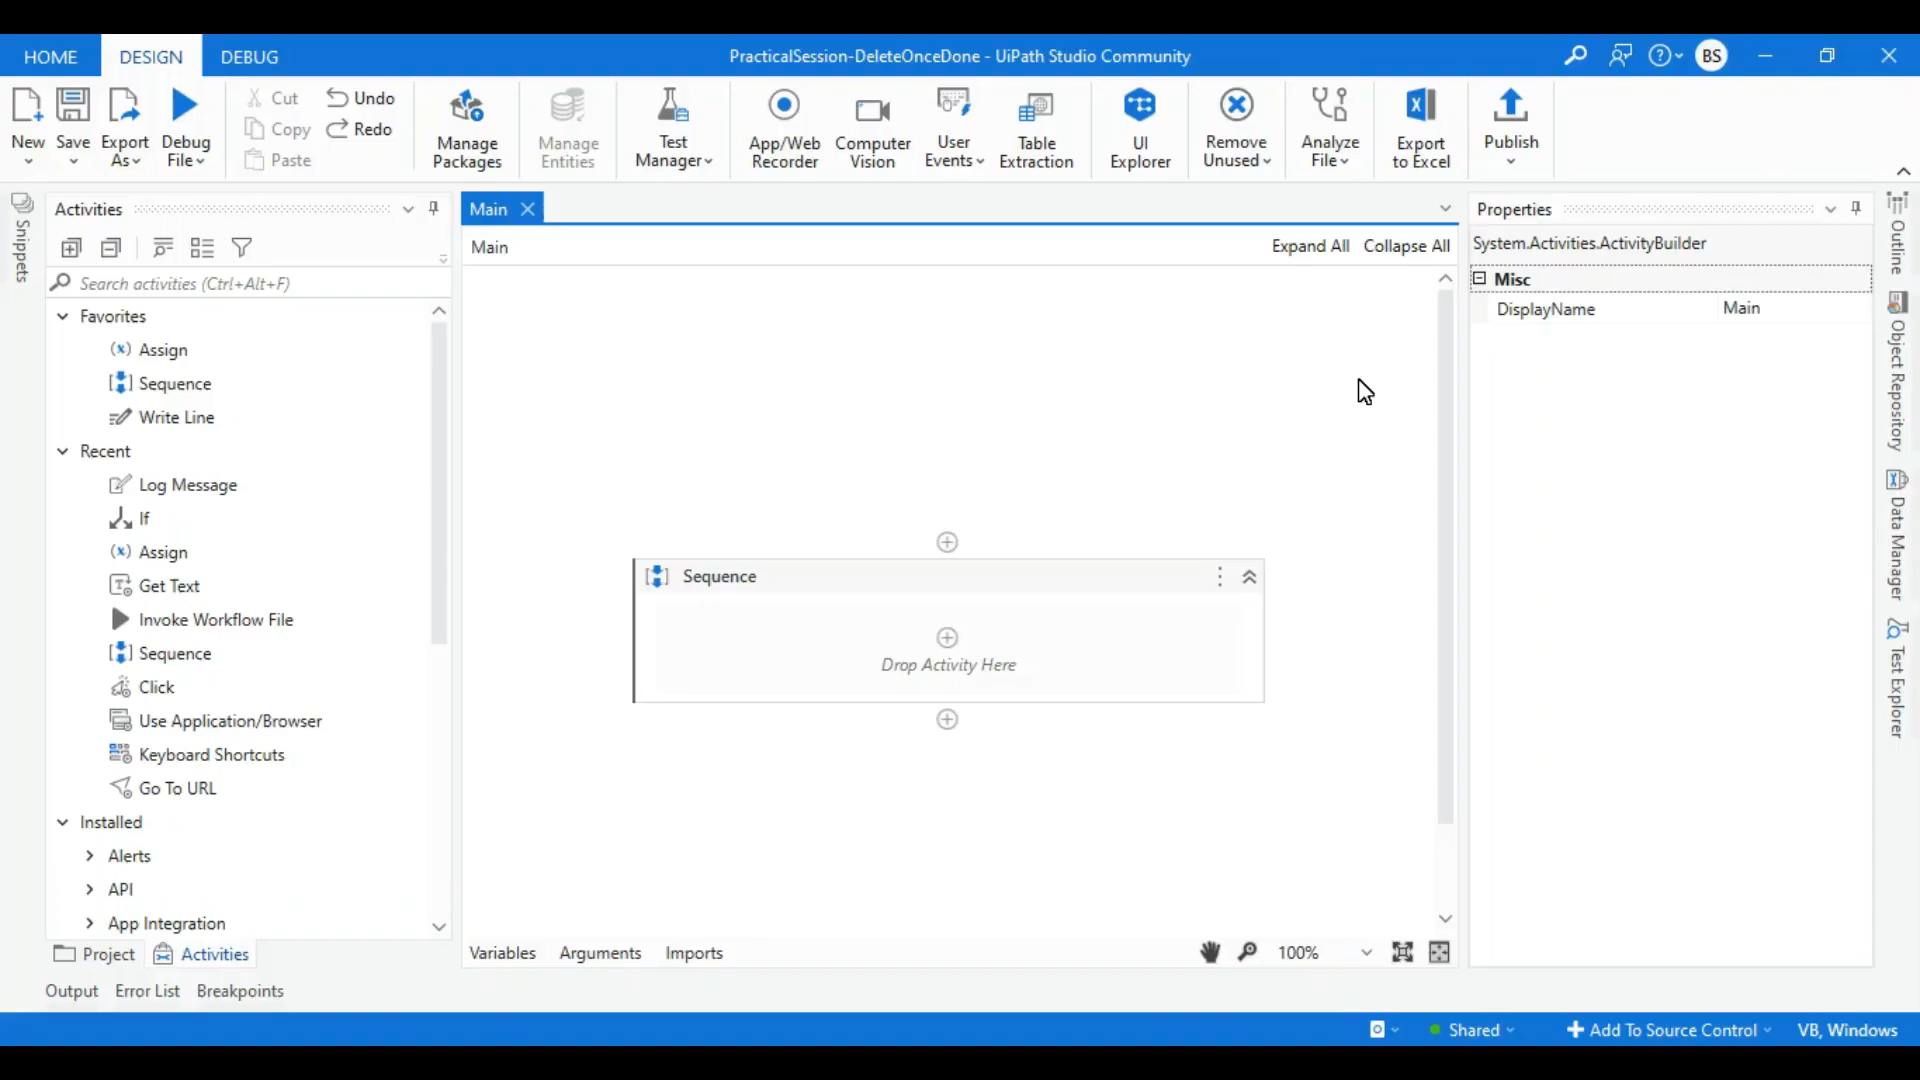 HOME DESIGN DEBUG
PracticalSession-DeleteOnceDone - UiPath Studio Community
BS
New
Save
Export As
Debug File
Cut
Copy
Paste
Undo
Redo
Manage Packages
Manage Entities
Test Manager
App/Web Recorder
Computer Vision
User Events
Table Extraction
UI Explorer
Remove Unused
Analyze File
Export to Excel
Publish
Snippets
Activities
Search activities (Ctrl+Alt+F)
Favorites
Assign
Sequence
Write Line
Recent
Log Message
If
Assign
Get Text
Invoke Workflow File
Sequence
Click
Use Application/Browser
Keyboard Shortcuts
Go To URL
Installed
Alerts
API
App Integration
Project Activities
Main
Main
Expand All Collapse All
Sequence
Drop Activity Here
Variables Arguments Imports
100%
Properties
System.Activities.ActivityBuilder
Misc
DisplayName Main
Outline
Object Repository
Data Manager
Test Explorer
Output Error List Breakpoints
Shared
Add To Source Control
VB, Windows